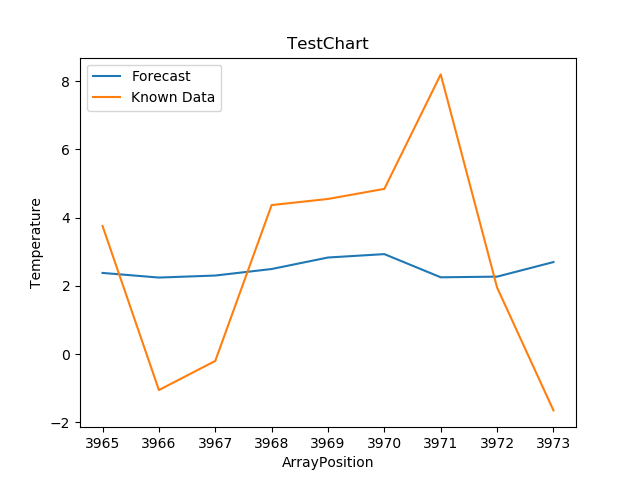 TestChart
Forecast
Known Data
Temperature
8
6
4
2
0
−2
3965 3966 3967 3968 3969 3970 3971 3972 3973
ArrayPosition